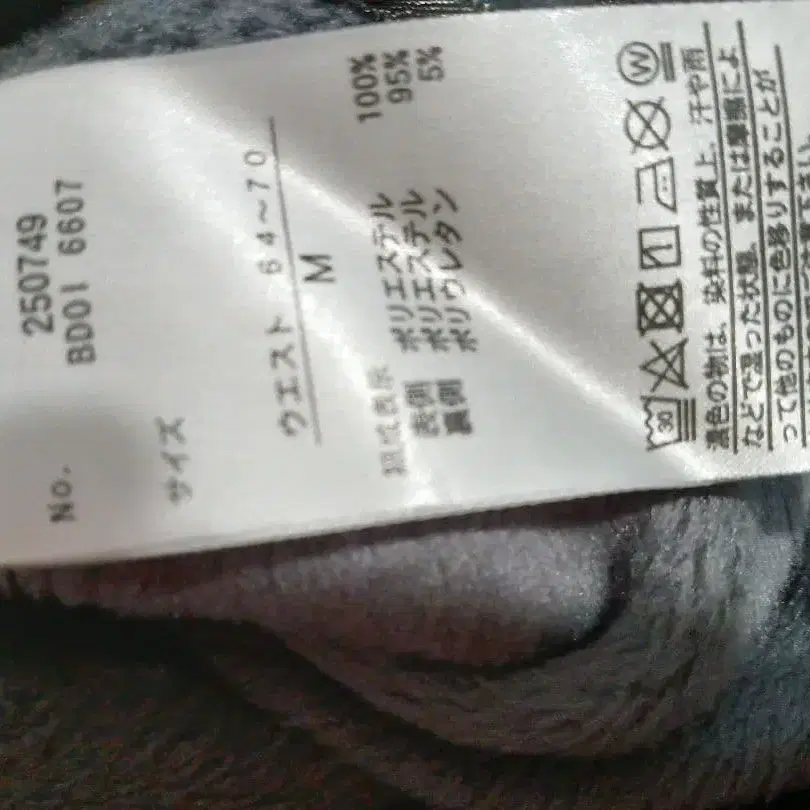 No. 250749
BD01 6607
サイズ
ウエスト 64~70
M
組成表示
表側 ポリエステル 100%
裏側 ポリエステル 95%
ポリウレタン 5%
30 W
濃色の物は、染料の性質上、汗や雨
などで湿った状態、または摩擦によ
って他のものに色移りすることが